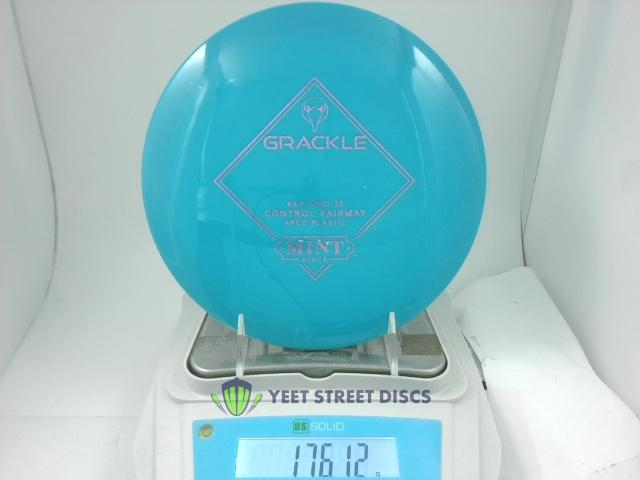 GRACKLE
CONTROL FAIRWAY
APEX PLASTIC
MINT
DISCS
YEET STREET DISCS
US SOLID
176.12 g